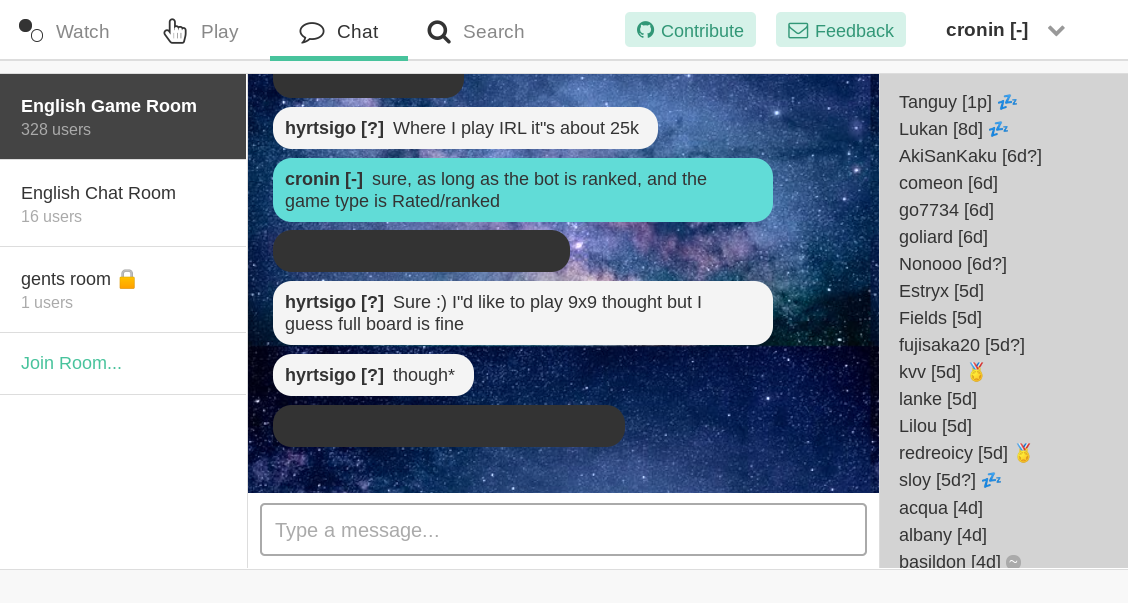 Watch
Play
Chat
Search
Contribute
Feedback
cronin [-]
English Game Room
328 users
English Chat Room
16 users
gents room
1 users
Join Room...
hyrtsigo [?] Where I play IRL it"s about 25k
cronin [-] sure, as long as the bot is ranked, and the
game type is Rated/ranked
hyrtsigo [?] Sure :) I"d like to play 9x9 thought but I
guess full board is fine
hyrtsigo [?] though*
Type a message...
Tanguy [1p] 💤
Lukan [8d] 💤
AkiSanKaku [6d?]
comeon [6d]
go7734 [6d]
goliard [6d]
Nonooo [6d?]
Estryx [5d]
Fields [5d]
fujisaka20 [5d?]
kvv [5d]
lanke [5d]
Lilou [5d]
redreoicy [5d]
sloy [5d?] 💤
acqua [4d]
albany [4d]
basildon [4d] ~